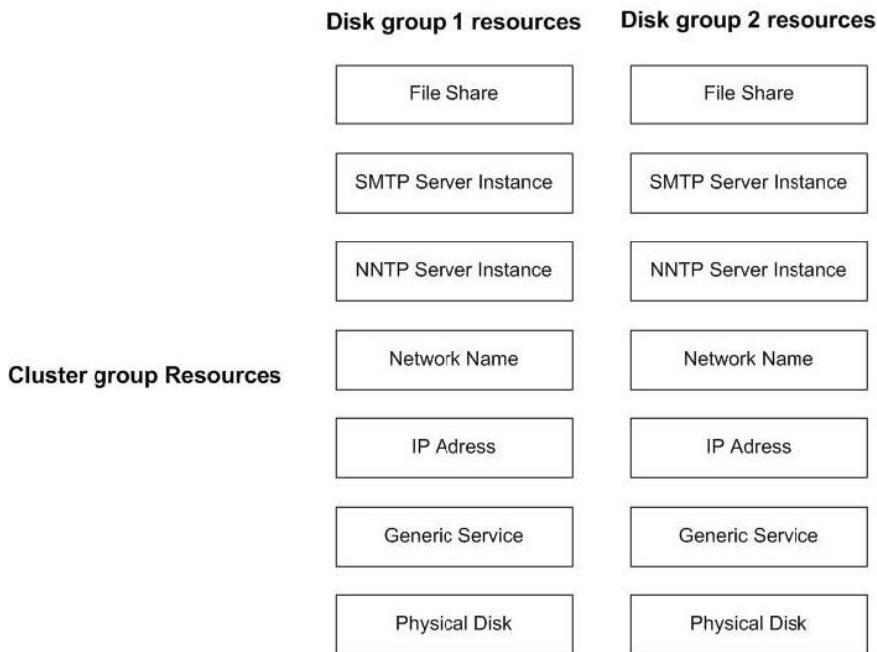 Disk group 1 resources
Disk group 2 resources
File Share
File Share
SMTP Server Instance
SMTP Server Instance
NNTP Server Instance
NNTP Server Instance
Network Name
Network Name
Cluster group Resources
IP Adress
IP Adress
Generic Service
Generic Service
Physical Disk
Physical Disk